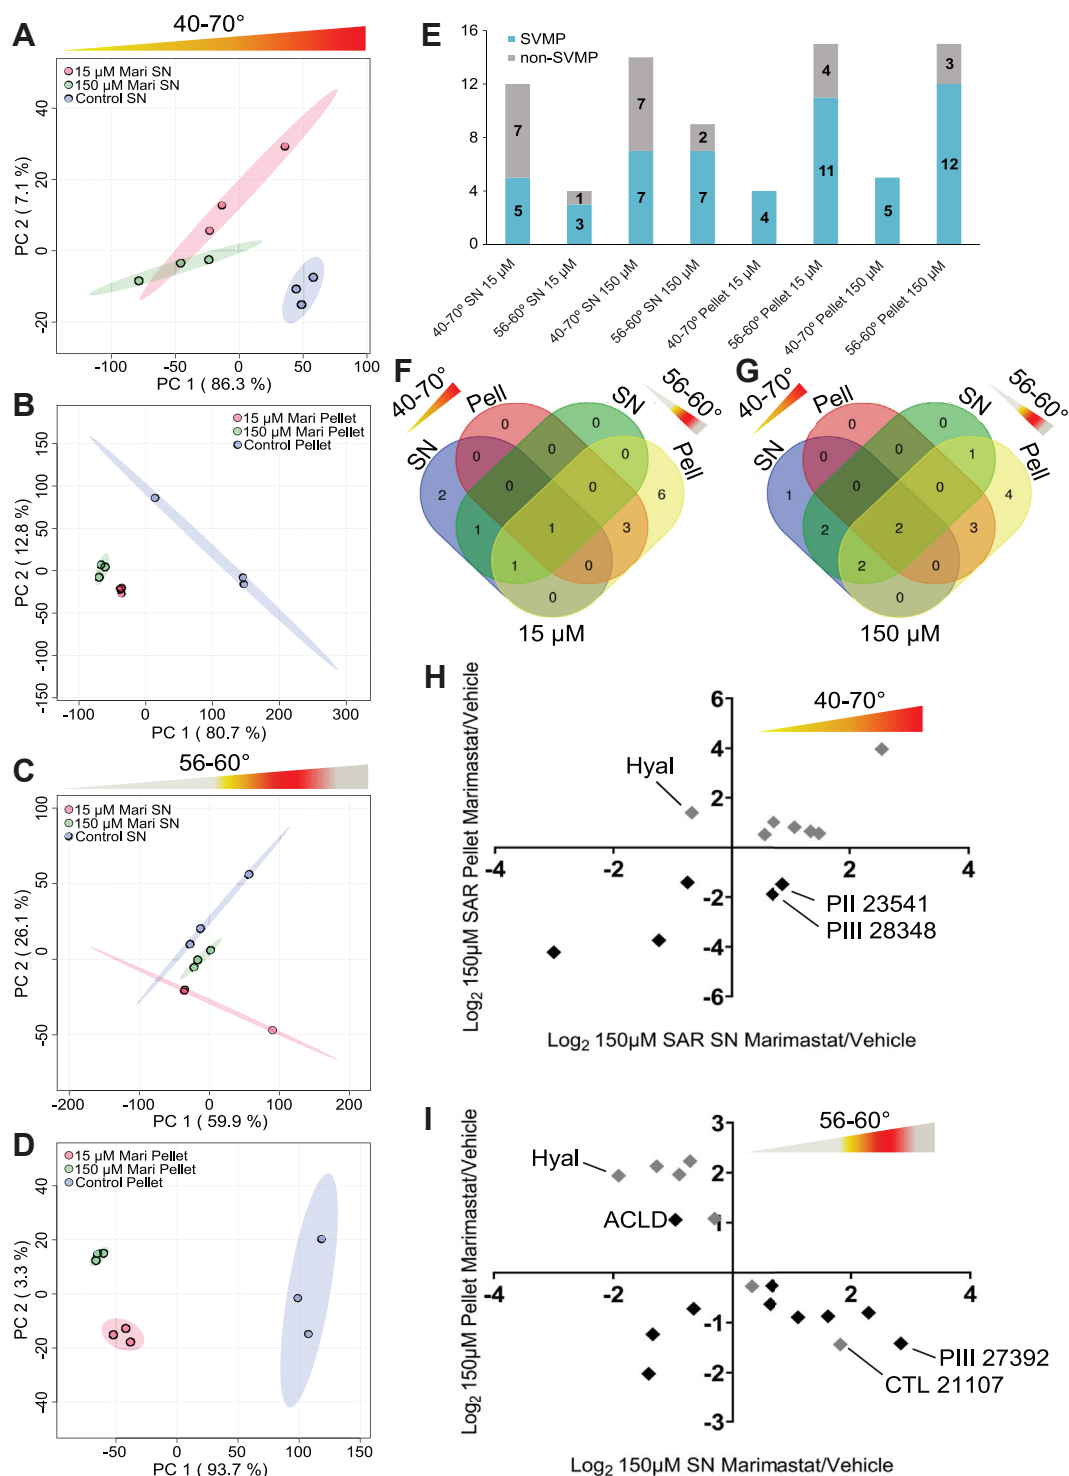 A
40-70°
15 µM Mari SN
150 µM Mari SN
Control SN
PC 2 ( 7.1 %)
40
20
0
-20
-100
-50
0
50
100
PC 1 ( 86.3 %)
B
15 µM Mari Pellet
150 µM Mari Pellet
Control Pellet
PC 2 ( 12.8 %)
150
100
50
0
-50
-100
-150
-100
0
100
200
300
PC 1 ( 80.7 %)
C
56-60°
15 µM Mari SN
150 µM Mari SN
Control SN
PC 2 ( 26.1 %)
100
50
0
-50
-200
-100
0
100
200
PC 1 ( 59.9 %)
D
15 µM Mari Pellet
150 µM Mari Pellet
Control Pellet
PC 2 ( 3.3 %)
40
20
0
-20
-40
-50
0
50
100
150
PC 1 ( 93.7 %)
E
SVMP
non-SVMP
16
12
8
4
0
7
5
1
3
7
7
2
7
4
4
11
5
3
12
40-70º SN 15 µM
56-60º SN 15 µM
40-70º SN 150 µM
56-60º SN 150 µM
40-70º Pellet 15 µM
56-60º Pellet 15 µM
40-70º Pellet 150 µM
56-60º Pellet 150 µM
F
40-70°
56-60°
SN
Pell
SN
Pell
0
0
0
0
0
2
0
0
6
1
1
3
1
0
0
15 µM
G
40-70°
56-60°
SN
Pell
SN
Pell
0
0
0
0
1
1
0
0
4
2
2
3
2
0
0
150 µM
H
40-70°
Log2 150µM SAR Pellet Marimastat/Vehicle
6
4
2
-2
-4
-6
-4
-2
0
2
4
Hyal
PII 23541
PIII 28348
Log2 150µM SAR SN Marimastat/Vehicle
I
56-60°
Log2 150µM Pellet Marimastat/Vehicle
3
2
1
-1
-2
-3
-4
-2
0
2
4
Hyal
ACLD
PIII 27392
CTL 21107
Log2 150µM SN Marimastat/Vehicle